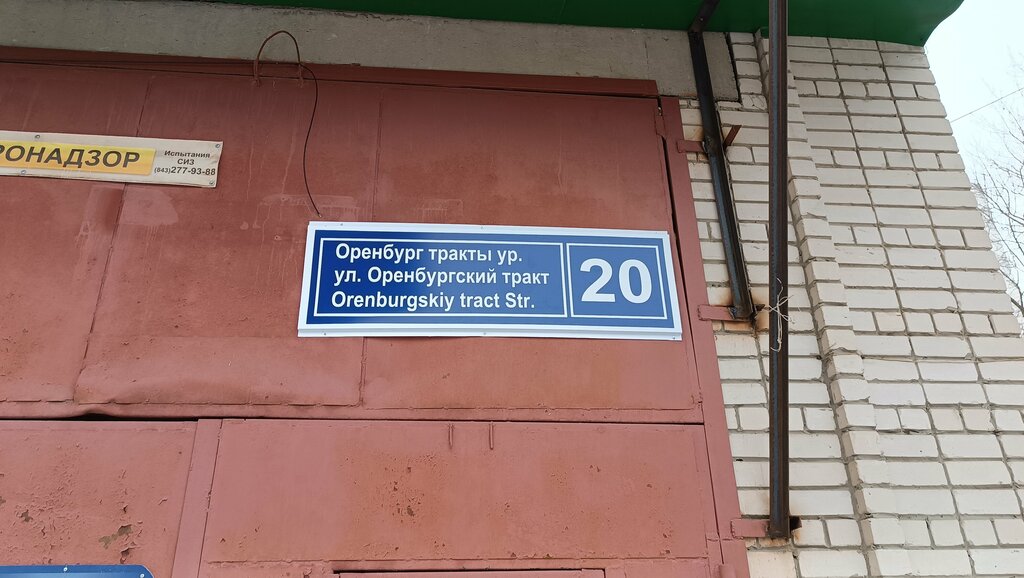 РОНАДЗОР
Испытания
СИЗ
(843)277-93-88
Оренбург тракты ур.
ул. Оренбургский тракт
Orenburgskiy tract Str.
20